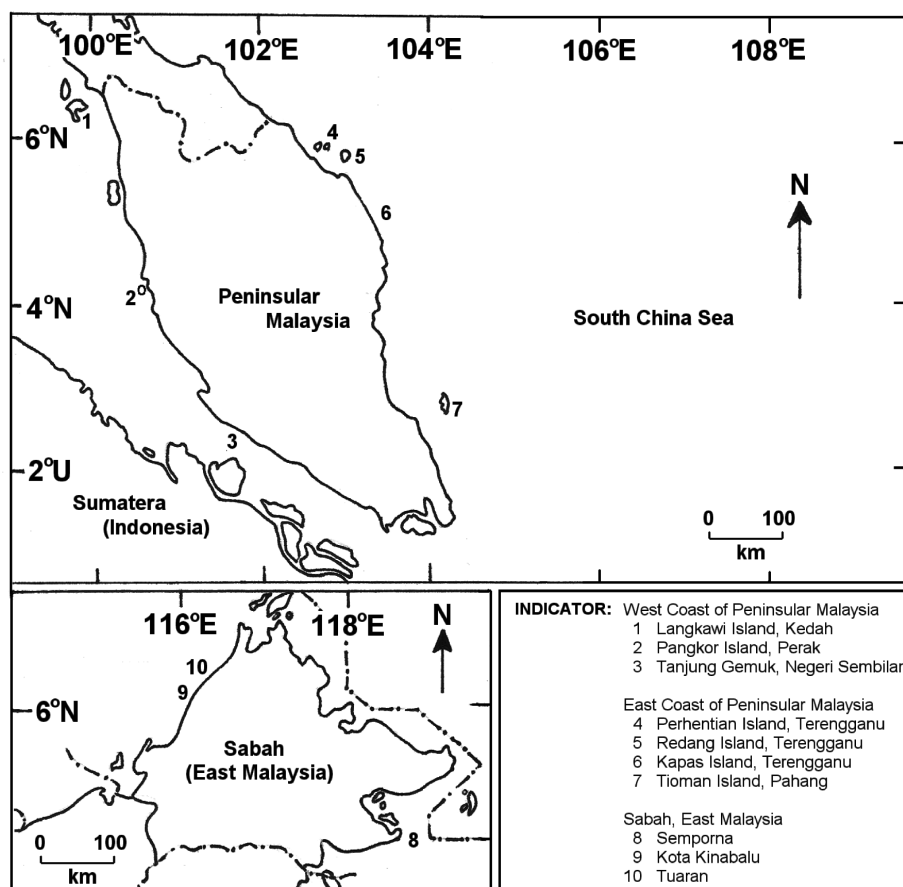 100°E 102°E 104°E 106°E 108°E
1
4
6°N
5
N
6
2
4°N
Peninsular
Malaysia
South China Sea
7
3
2°U
Sumatera
(Indonesia)
0 100
km
116°E 118°E
N
10
9
6°N
Sabah
(East Malaysia)
8
0 100
km
INDICATOR: West Coast of Peninsular Malaysia
1 Langkawi Island, Kedah
2 Pangkor Island, Perak
3 Tanjung Gemuk, Negeri Sembilan
East Coast of Peninsular Malaysia
4 Perhentian Island, Terengganu
5 Redang Island, Terengganu
6 Kapas Island, Terengganu
7 Tioman Island, Pahang
Sabah, East Malaysia
8 Semporna
9 Kota Kinabalu
10 Tuaran